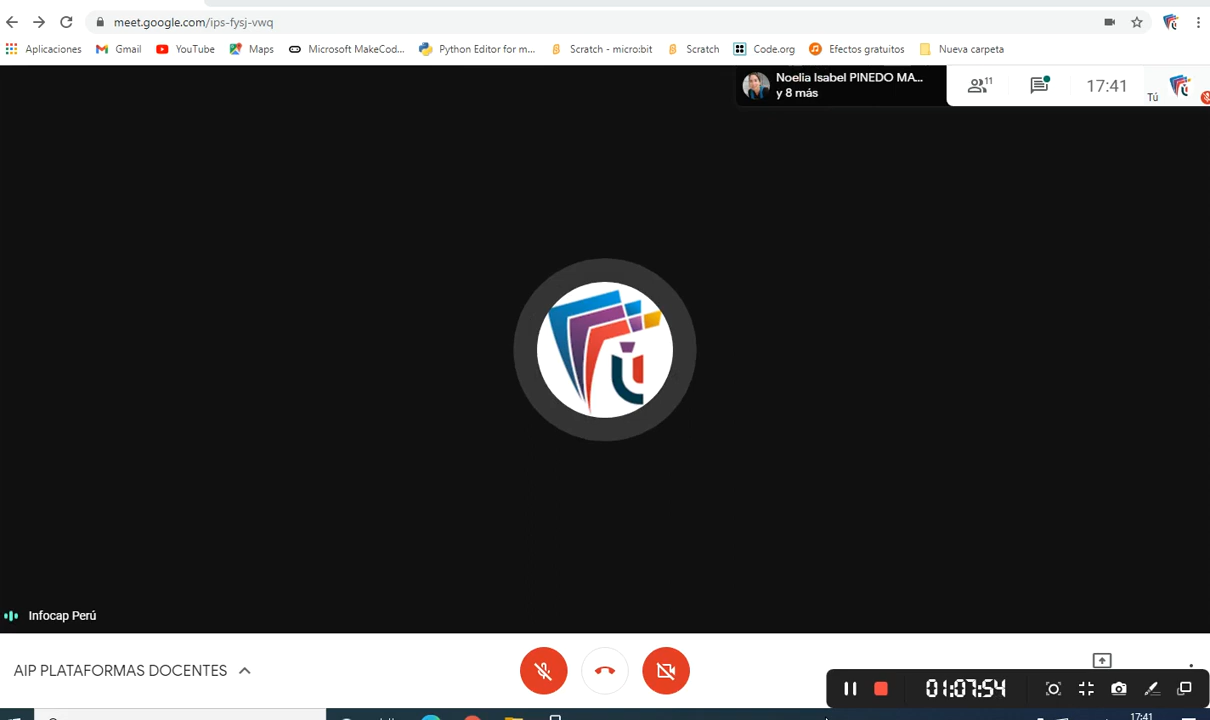 meet.google.com/ips-fysj-vwq
Aplicaciones Gmail YouTube Maps Microsoft MakeCod... Python Editor for m... Scratch - micro:bit Scratch Code.org Efectos gratuitos Nueva carpeta
Noelia Isabel PINEDO MA...
y 8 más
11
17:41
Tú
Infocap Perú
AIP PLATAFORMAS DOCENTES
01:07:54
17:41